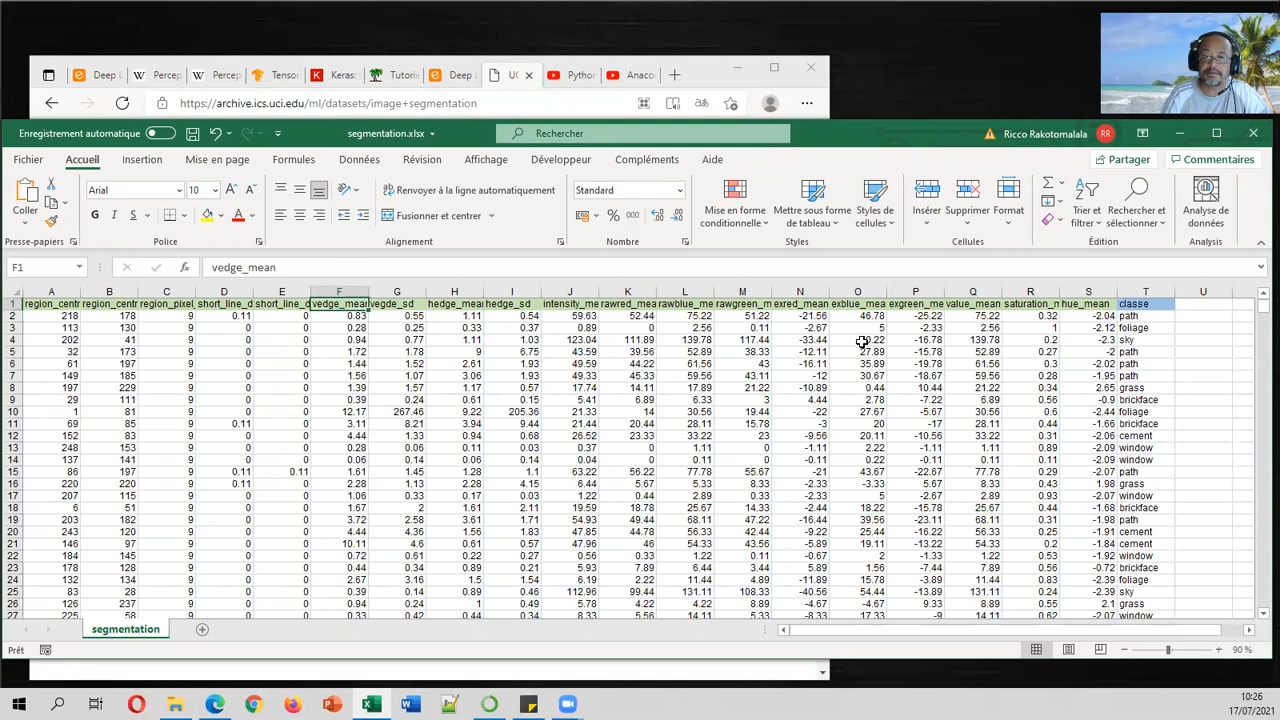 Deep L Percep Percep Tensor Keras: Tutorie Deep L UC Python Anaco
https://archive.ics.uci.edu/ml/datasets/image+segmentation
Enregistrement automatique segmentation.xlsx Rechercher Ricco Rakotomalala RR
Fichier Accueil Insertion Mise en page Formules Données Révision Affichage Développeur Compléments Aide Partager Commentaires
Coller Arial 10 Renvoyer à la ligne automatiquement Standard Mise en forme conditionnelle Mettre sous forme de tableau Styles de cellules Insérer Supprimer Format Trier et filtrer Rechercher et sélectionner Analyse de données
G I S Fusionner et centrer % 000
Presse-papiers Police Alignement Nombre Styles Cellules Édition Analysis
F1 fx vedge_mean
A B C D E F G H I J K L M N O P Q R S T U V
1 region_centr region_centr region_pixel short_line_d short_line_d vedge_mean vegde_sd hedge_mean hedge_sd intensity_me rawred_mea rawblue_me rawgreen_m exred_mean exblue_mea exgreen_me value_mean saturation_n hue_mean classe
2 218 178 9 0.11 0 0.83 0.55 1.11 0.54 59.63 52.44 75.22 51.22 -21.56 46.78 -25.22 75.22 0.32 -2.04 path
3 113 130 9 0 0 0.28 0.25 0.33 0.37 0.89 0 2.56 0.11 -2.67 5 -2.33 2.56 1 -2.12 foliage
4 202 41 9 0 0 0.94 0.77 1.11 1.03 123.04 111.89 139.78 117.44 -33.44 0.22 -16.78 139.78 0.2 -2.3 sky
5 32 173 9 0 0 1.72 1.78 9 6.75 43.59 39.56 52.89 38.33 -12.11 27.89 -15.78 52.89 0.27 -2 path
6 61 197 9 0 0 1.44 1.52 2.61 1.93 49.59 44.22 61.56 43 -16.11 35.89 -19.78 61.56 0.3 -2.02 path
7 149 185 9 0 0 1.56 1.07 3.06 1.93 49.33 45.33 59.56 43.11 -12 30.67 -18.67 59.56 0.28 -1.95 path
8 197 229 9 0 0 1.39 1.57 1.17 0.57 17.74 14.11 17.89 21.22 -10.89 0.44 10.44 21.22 0.34 2.65 grass
9 29 111 9 0 0 0.39 0.24 0.61 0.15 5.41 6.89 6.33 3 4.44 2.78 -7.22 6.89 0.56 -0.9 brickface
10 1 81 9 0 0 12.17 267.46 9.22 205.36 21.33 14 30.56 19.44 -22 27.67 -5.67 30.56 0.6 -2.44 foliage
11 69 85 9 0.11 0 3.11 8.21 3.94 9.44 21.44 20.44 28.11 15.78 -3 20 -17 28.11 0.44 -1.66 brickface
12 152 83 9 0 0 4.44 1.33 0.94 0.68 26.52 23.33 33.22 23 -9.56 20.11 -10.56 33.22 0.31 -2.06 cement
13 248 153 9 0 0 0.28 0.06 0.11 0.03 0.37 0 1.11 0 -1.11 2.22 -1.11 1.11 0.89 -2.09 window
14 137 141 9 0 0 0.06 0.14 0.06 0.14 0.04 0 0.11 0 -0.11 0.22 -0.11 0.11 0.11 -2.09 window
15 86 197 9 0.11 0.11 1.61 1.45 1.28 1.1 63.22 56.22 77.78 55.67 -21 43.67 -22.67 77.78 0.29 -2.07 path
16 220 220 9 0.11 0 2.28 1.13 2.28 4.15 6.44 5.67 5.33 8.33 -2.33 -3.33 5.67 8.33 0.43 1.98 grass
17 207 115 9 0 0 1.06 0.33 0.17 0.03 1.22 0.44 2.89 0.33 -2.33 5 -2.67 2.89 0.93 -2.07 window
18 6 51 9 0 0 1.67 2 1.61 2.11 19.59 18.78 25.67 14.33 -2.44 18.22 -15.78 25.67 0.44 -1.68 brickface
19 203 182 9 0 0 3.72 2.58 3.61 1.71 54.93 49.22 68.11 47.22 -16.44 39.56 -23.11 68.11 0.31 -1.98 path
20 243 120 9 0 0 4.44 4.36 1.56 1.83 47.85 44.78 56.33 42.44 -9.22 25.44 -16.22 56.33 0.25 -1.91 cement
21 146 97 9 0 0 10.11 4.6 0.61 0.57 47.96 46 54.33 43.56 -5.89 19.11 -13.22 54.33 0.2 -1.84 cement
22 184 145 9 0 0 0.72 0.61 0.22 0.27 0.56 0.33 1.22 0.11 -0.67 2 -1.33 1.22 0.52 -1.92 window
23 178 128 9 0 0 0.44 0.34 0.89 0.21 5.93 7.89 6.44 3.44 5.89 1.56 -7.44 7.89 0.56 -0.72 brickface
24 132 134 9 0 0 2.67 3.16 1.5 1.54 6.19 2.22 11.44 4.89 -11.89 15.78 -3.89 11.44 0.83 -2.39 foliage
25 83 28 9 0 0 0.39 0.14 0.89 0.46 112.96 99.44 131.11 108.33 -40.56 54.44 -13.89 131.11 0.24 -2.39 sky
26 126 237 9 0 0 0.94 0.24 1 0.49 5.78 4.22 4.22 8.89 -4.67 -4.67 9.33 8.89 0.55 2.1 grass
27 225 58 9 0 0 0.33 0.42 0.44 0.34 8.33 5.56 14.11 5.33 -8.33 17.33 -9 14.11 0.62 -2.07 window
segmentation
Prêt 90 %
10:26
17/07/2021